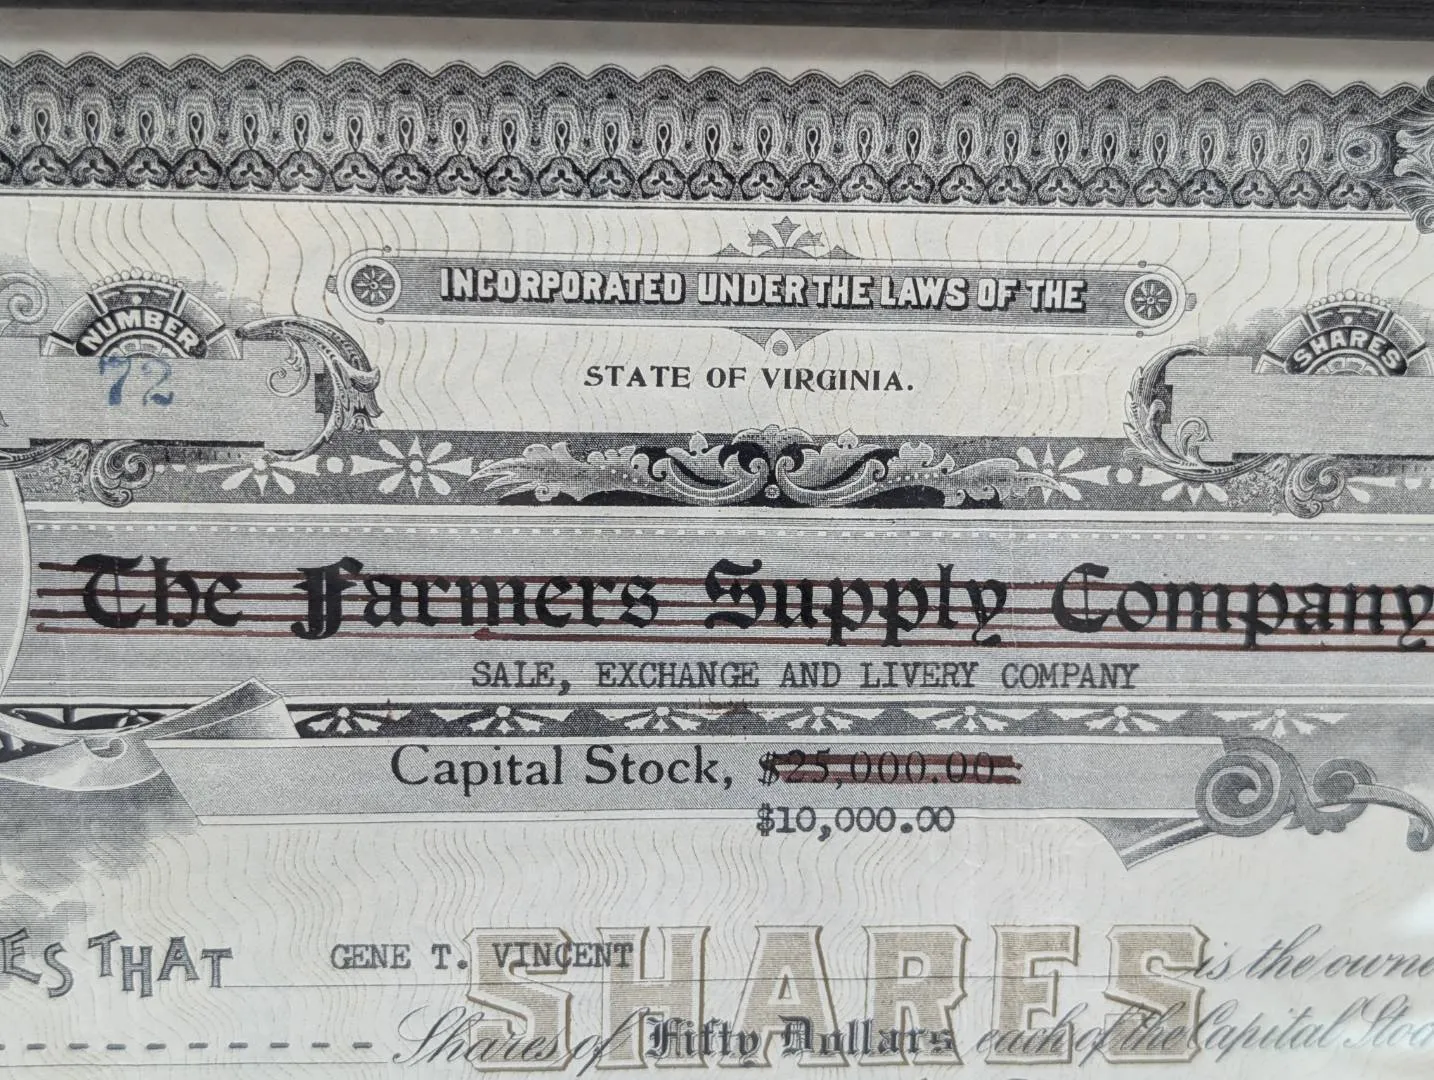 INCORPORATED UNDER THE LAWS OF THE
NUMBER
SHARES
72
STATE OF VIRGINIA.
The Farmers Supply Company
SALE, EXCHANGE AND LIVERY COMPANY
Capital Stock, $25,000.00
$10,000.00
ES THAT GENE T. VINCENT is the owne
SHARES
Shares of Fifty Dollars each of the Capital Stoc